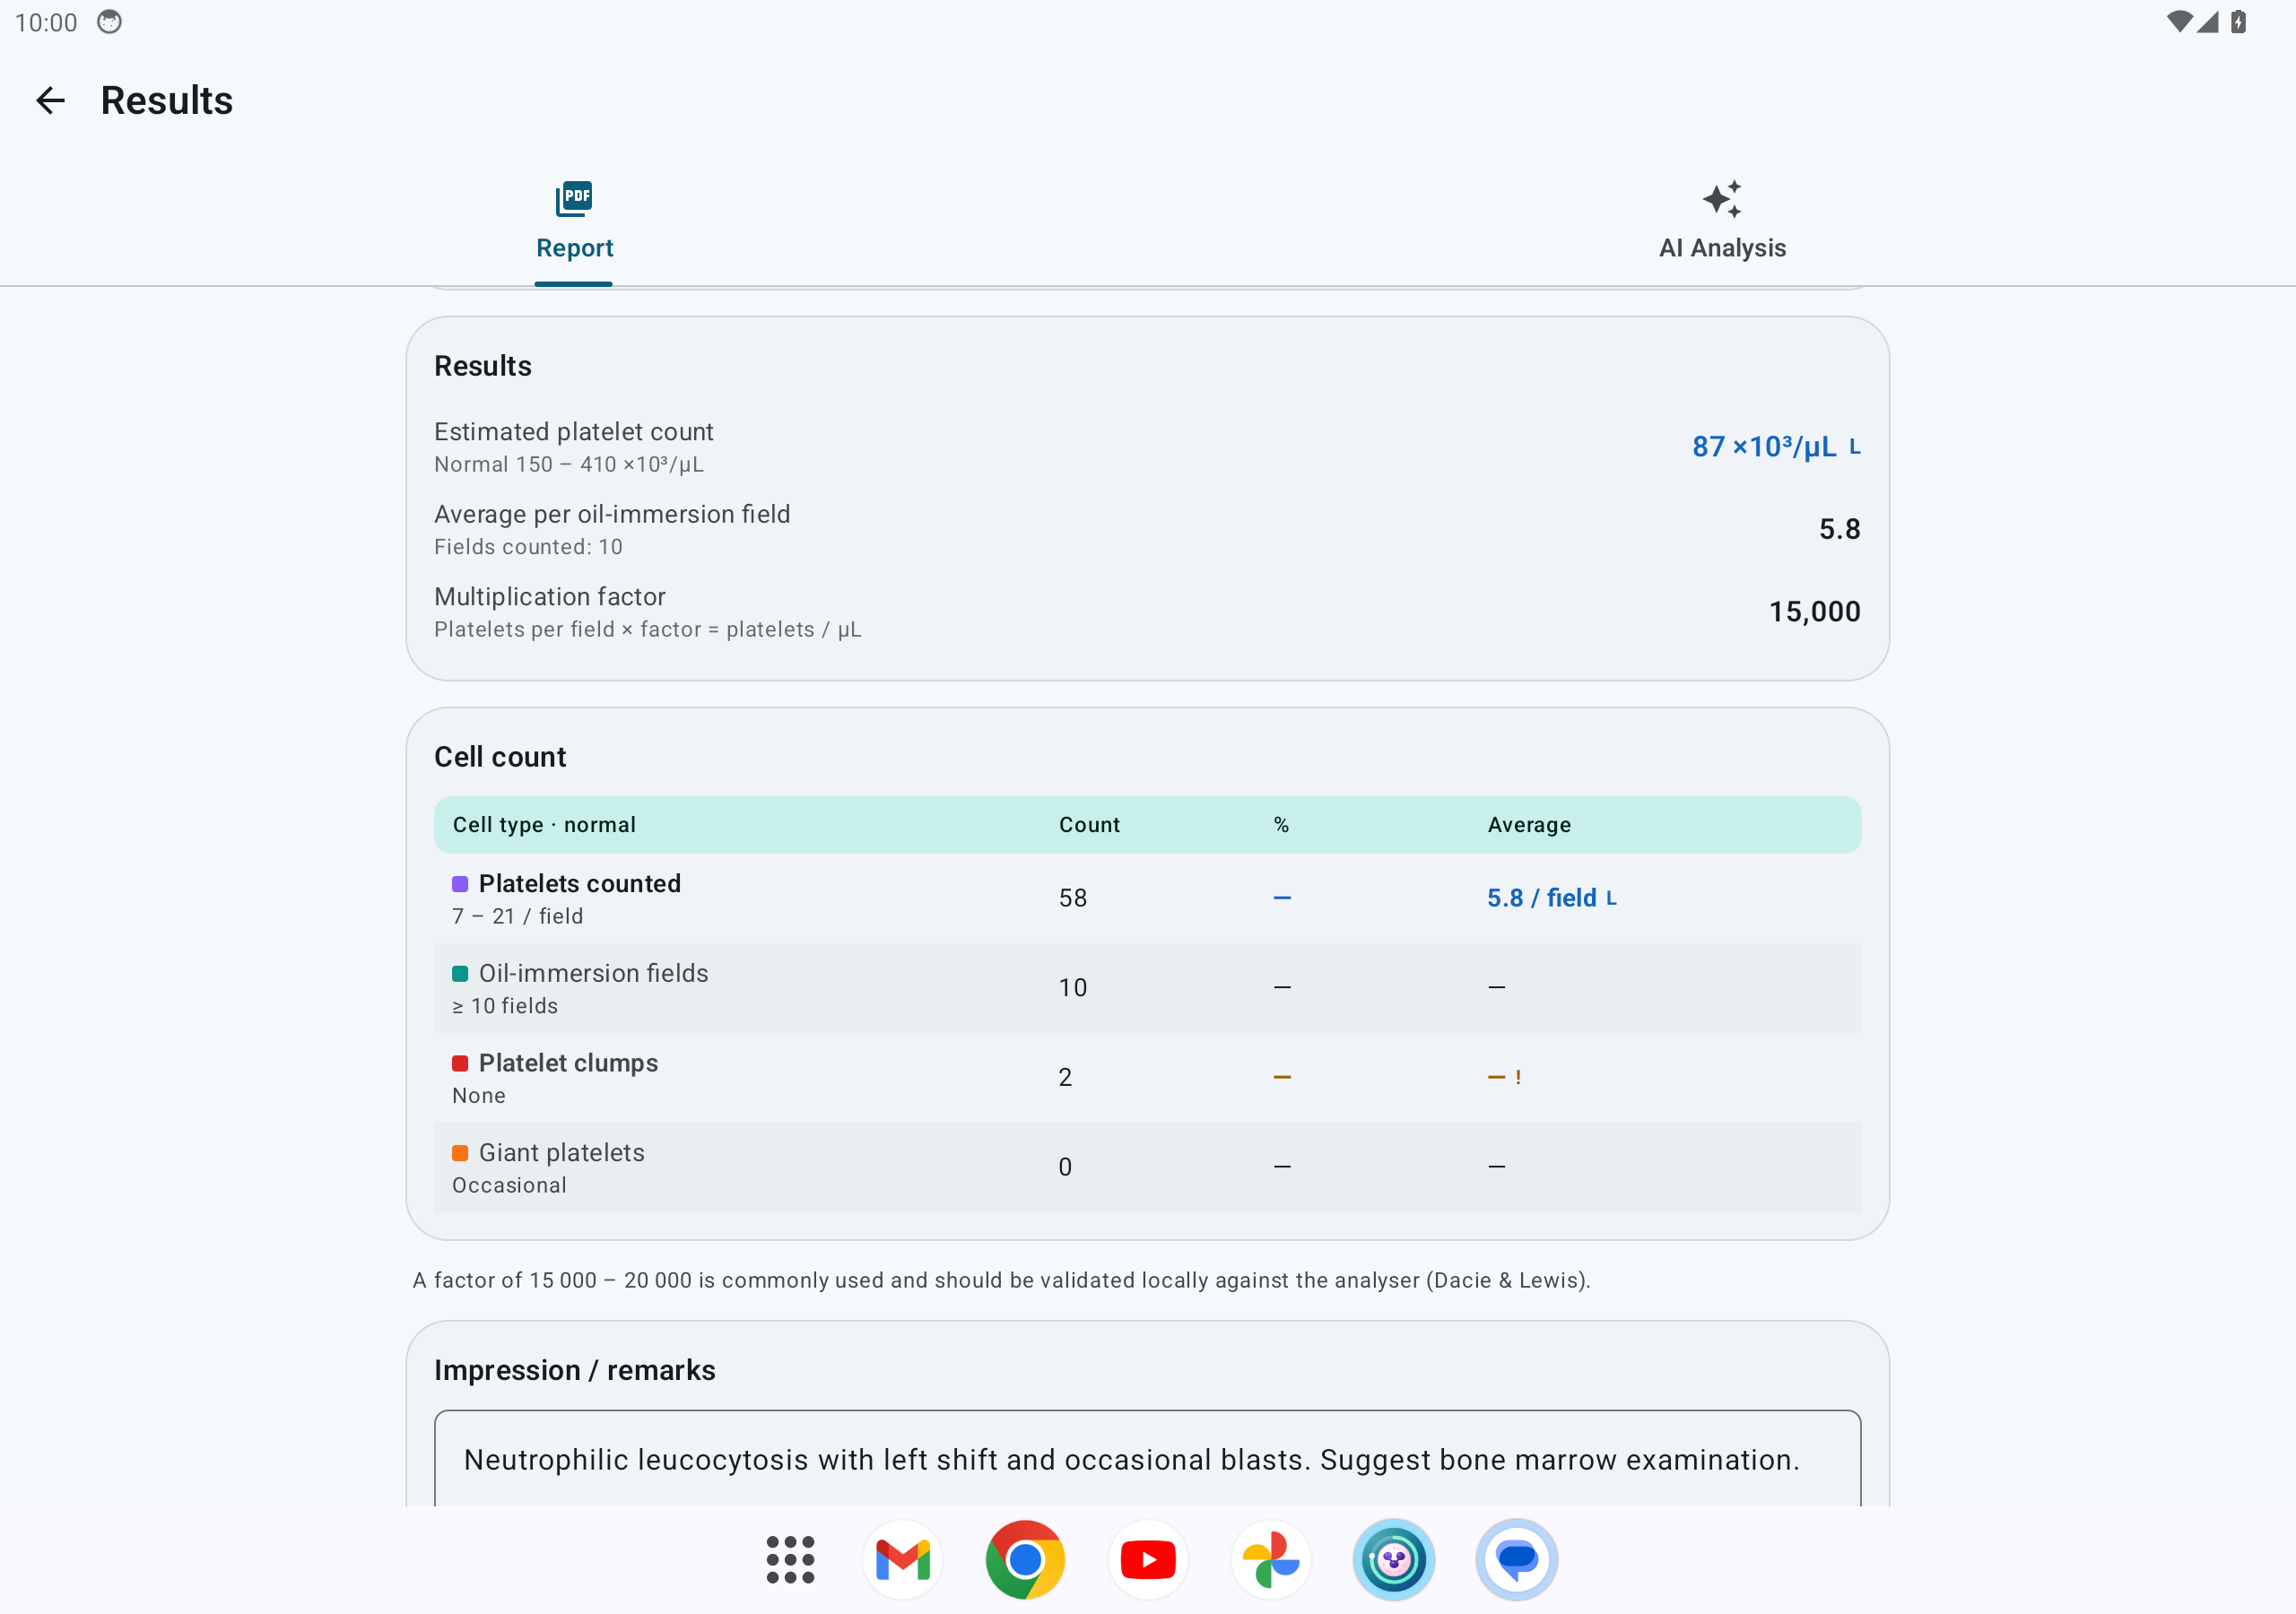 10:00
Results
PDF
Report
AI Analysis
Results
Estimated platelet count
Normal 150 – 410 ×10³/µL
87 ×10³/µL L
Average per oil-immersion field
Fields counted: 10
5.8
Multiplication factor
Platelets per field × factor = platelets / µL
15,000
Cell count
Cell type · normal Count % Average
Platelets counted
7 – 21 / field
58 — 5.8 / field L
Oil-immersion fields
≥ 10 fields
10 — —
Platelet clumps
None
2 — — !
Giant platelets
Occasional
0 — —
A factor of 15 000 – 20 000 is commonly used and should be validated locally against the analyser (Dacie & Lewis).
Impression / remarks
Neutrophilic leucocytosis with left shift and occasional blasts. Suggest bone marrow examination.